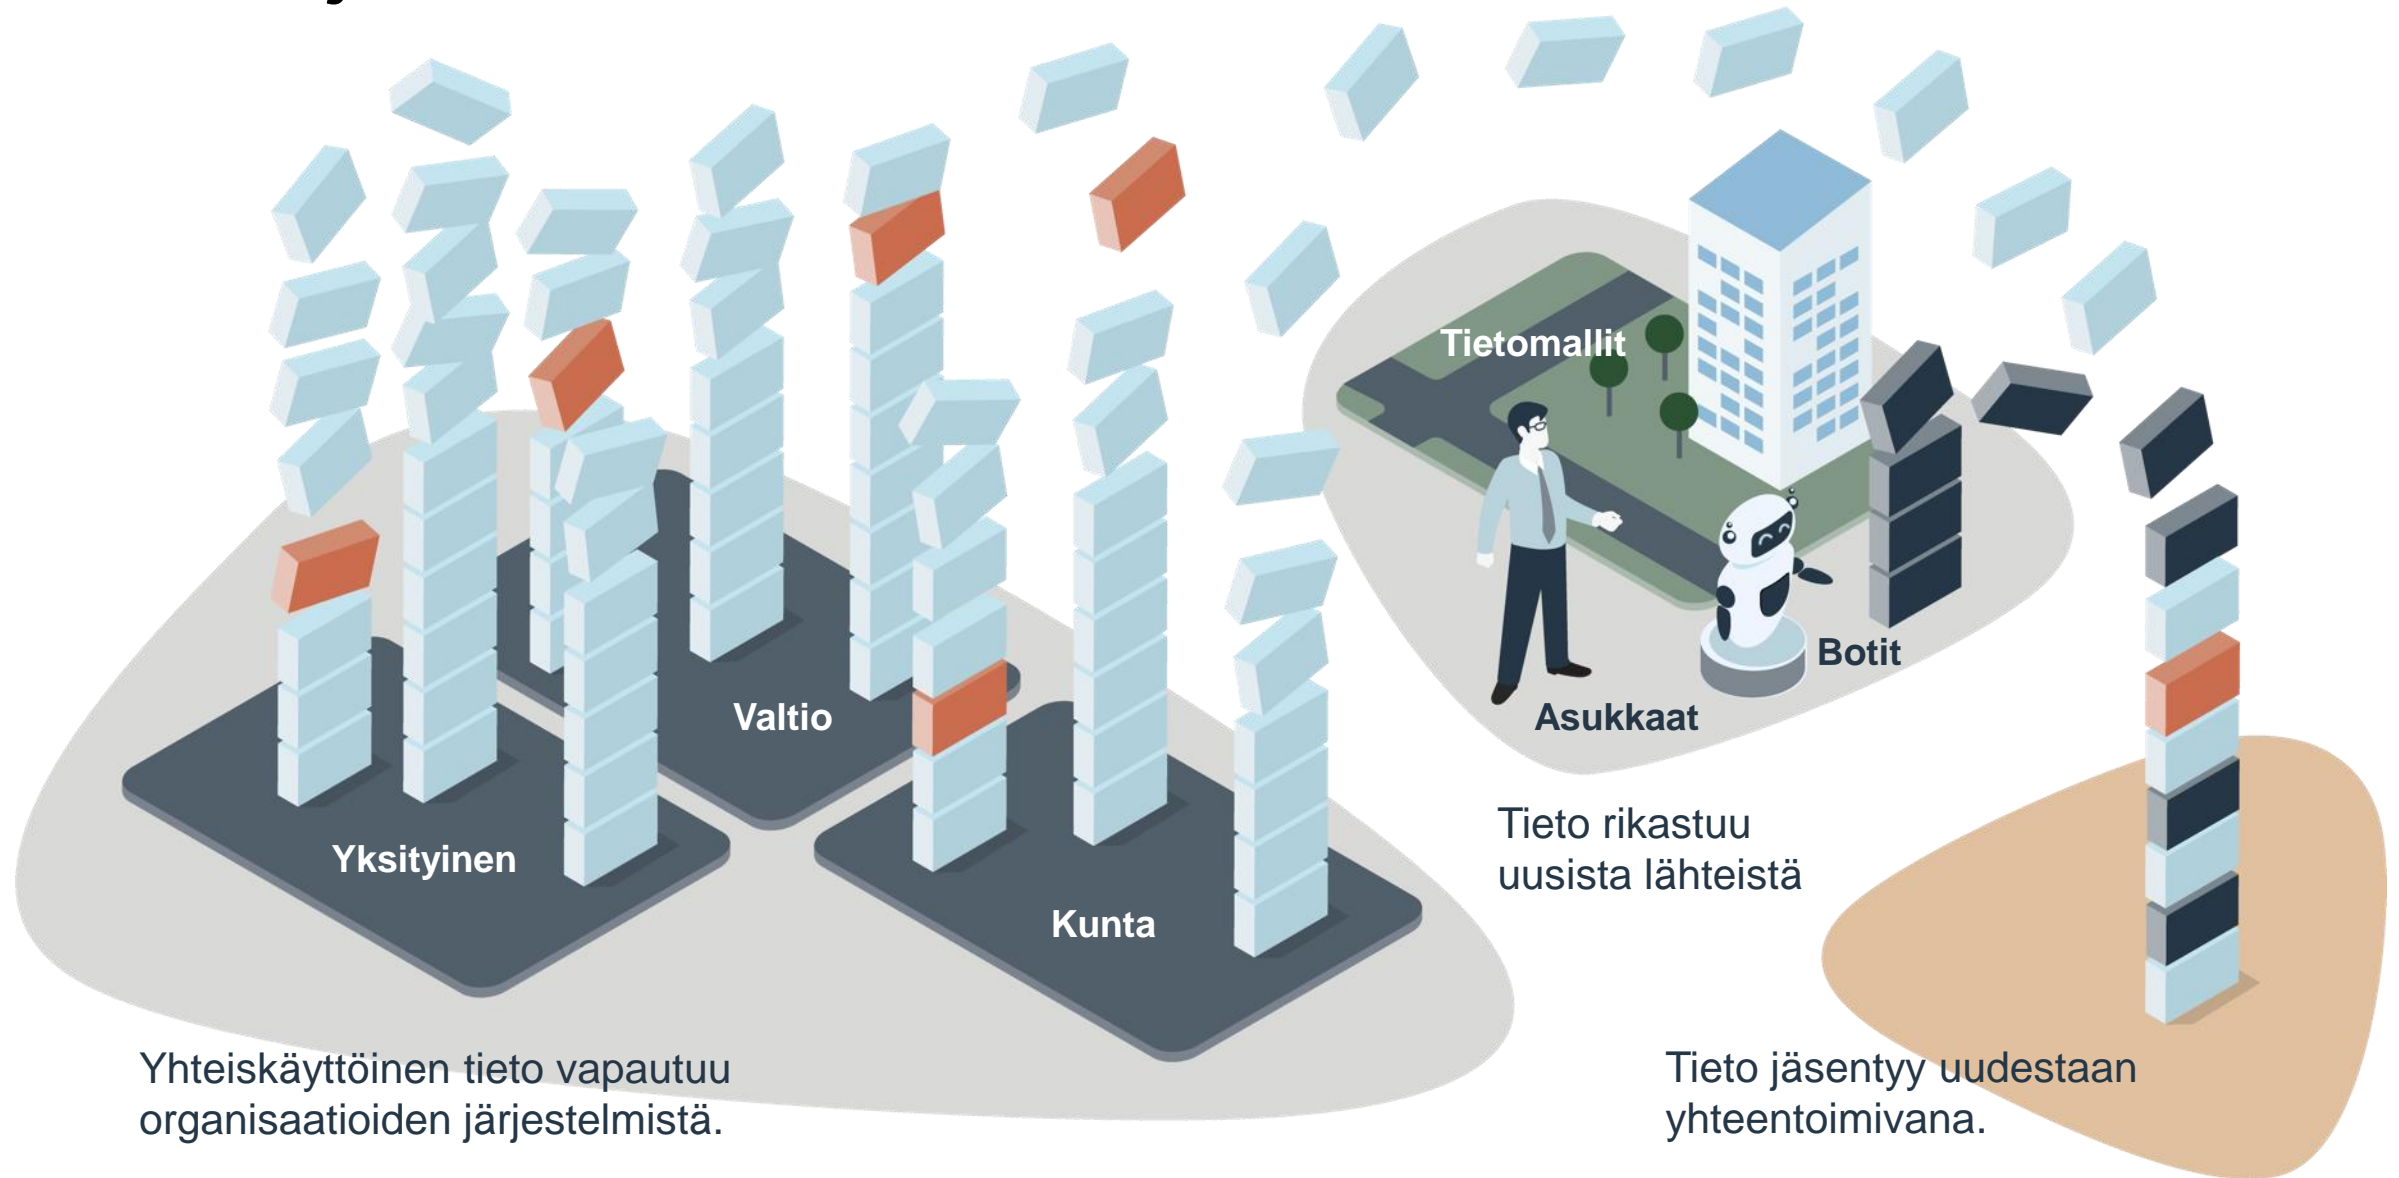 Tietomallit
Botit
Asukkaat
Valtio
Yksityinen
Kunta
Tieto rikastuu
uusista lähteistä
Yhteiskäyttöinen tieto vapautuu
organisaatioiden järjestelmistä.
Tieto jäsentyy uudestaan
yhteentoimivana.